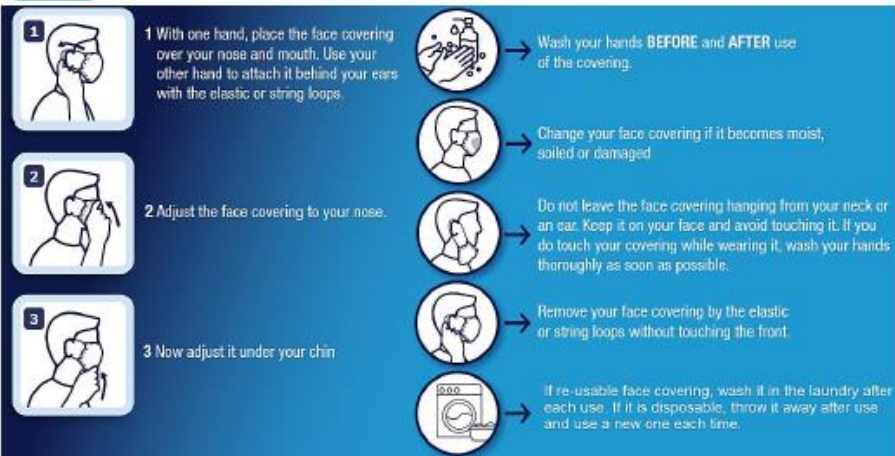 1
1 With one hand, place the face covering
over your nose and mouth. Use your
other hand to attach it behind your ears
with the elastic or string loops.
2
2 Adjust the face covering to your nose.
3
3 Now adjust it under your chin
Wash your hands BEFORE and AFTER use
of the covering.
Change your face covering if it becomes moist,
soiled or damaged
Do not leave the face covering hanging from your neck or
an ear. Keep it on your face and avoid touching it. If you
do touch your covering while wearing it, wash your hands
thoroughly as soon as possible.
Remove your face covering by the elastic
or string loops without touching the front.
If re-usable face covering, wash it in the laundry after
each use. If it is disposable, throw it away after use
and use a new one each time.